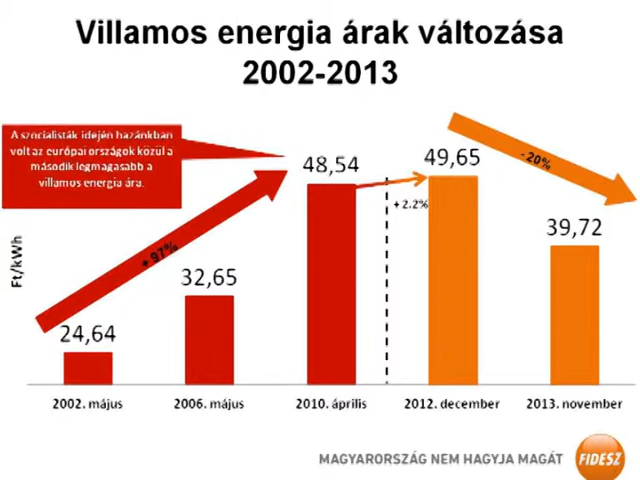 Villamos energia árak változása
2002-2013
A szocialisták idején hazánkban
volt az európai országok közül a
második legmagasabb a
villamos energia ára.
Ft/kWh
+ 97%
24,64
32,65
48,54
+ 2.2%
49,65
- 20%
39,72
2002. május
2006. május
2010. április
2012. december
2013. november
MAGYARORSZÁG NEM HAGYJA MAGÁT
FIDESZ